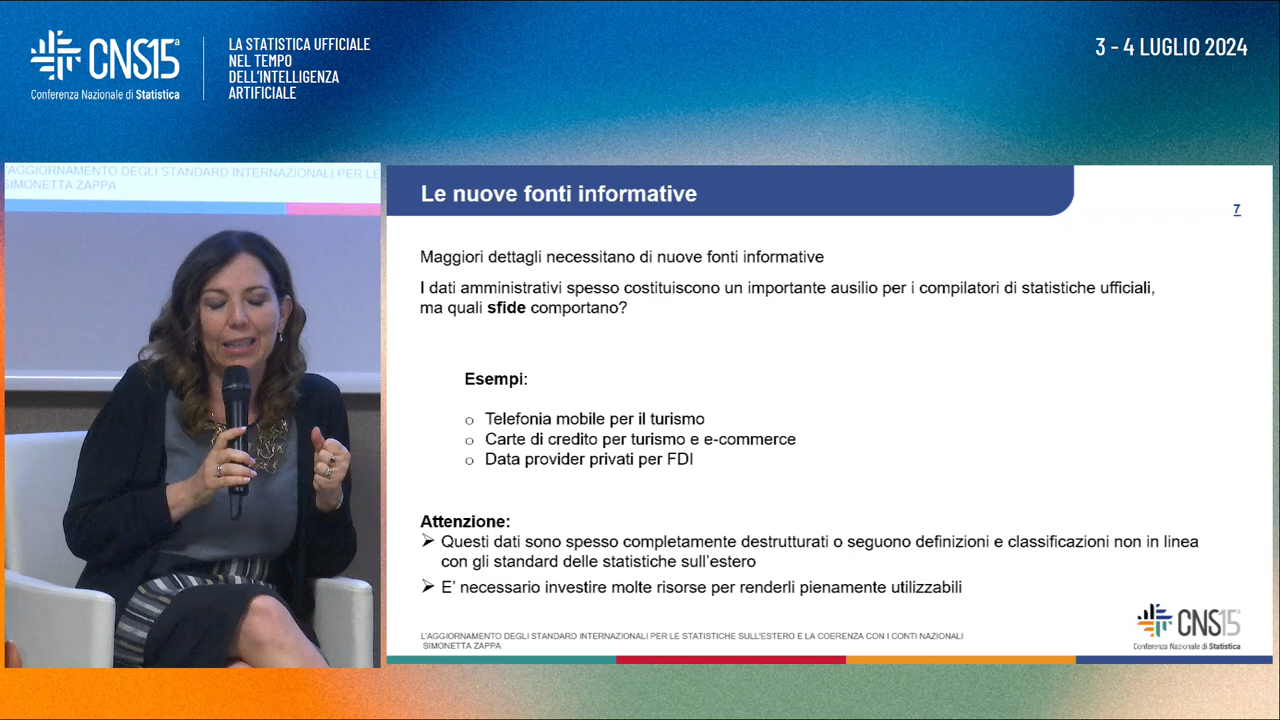 CNS15ª
Conferenza Nazionale di Statistica
LA STATISTICA UFFICIALE
NEL TEMPO
DELL'INTELLIGENZA
ARTIFICIALE
3 - 4 LUGLIO 2024
'AGGIORNAMENTO DEGLI STANDARD INTERNAZIONALI PER LE
SIMONETTA ZAPPA
Le nuove fonti informative
7
Maggiori dettagli necessitano di nuove fonti informative
I dati amministrativi spesso costituiscono un importante ausilio per i compilatori di statistiche ufficiali,
ma quali sfide comportano?
Esempi:
o Telefonia mobile per il turismo
o Carte di credito per turismo e e-commerce
o Data provider privati per FDI
Attenzione:
➢ Questi dati sono spesso completamente destrutturati o seguono definizioni e classificazioni non in linea
con gli standard delle statistiche sull'estero
➢ E' necessario investire molte risorse per renderli pienamente utilizzabili
L'AGGIORNAMENTO DEGLI STANDARD INTERNAZIONALI PER LE STATISTICHE SULL'ESTERO E LA COERENZA CON I CONTI NAZIONALI
SIMONETTA ZAPPA
CNS15ª
Conferenza Nazionale di Statistica